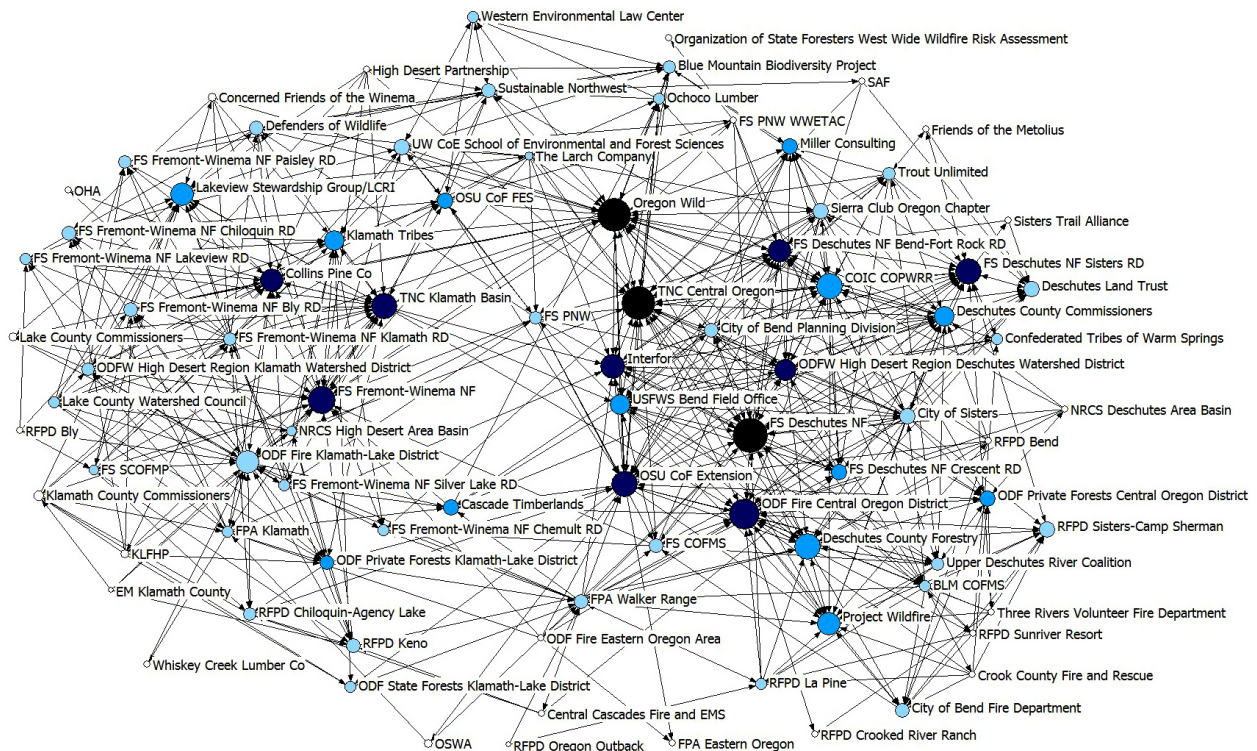 Western Environmental Law Center
Organization of State Foresters West Wide Wildfire Risk Assessment
High Desert Partnership
Blue Mountain Biodiversity Project
SAF
Sustainable Northwest
Concerned Friends of the Winema
Ochoco Lumber
FS PNW WWETAC
Defenders of Wildlife
Friends of the Metolius
UW CoE School of Environmental and Forest Sciences
Miller Consulting
The Larch Company
FS Fremont-Winema NF Paisley RD
Trout Unlimited
OHA
Lakeview Stewardship Group/LCRI
OSU CoF FES
Oregon Wild
Sierra Club Oregon Chapter
Sisters Trail Alliance
FS Fremont-Winema NF Chiloquin RD
Klamath Tribes
FS Deschutes NF Bend-Fort Rock RD
FS Fremont-Winema NF Lakeview RD
Collins Pine Co
FS Deschutes NF Sisters RD
COIC COPWRR
Deschutes Land Trust
TNC Klamath Basin
TNC Central Oregon
FS Fremont-Winema NF Bly RD
FS PNW
Deschutes County Commissioners
City of Bend Planning Division
Lake County Commissioners
FS Fremont-Winema NF Klamath RD
Confederated Tribes of Warm Springs
ODFW High Desert Region Klamath Watershed District
Interfor
ODFW High Desert Region Deschutes Watershed District
FS Fremont-Winema NF
Lake County Watershed Council
USFWS Bend Field Office
City of Sisters
NRCS Deschutes Area Basin
RFPD Bly
NRCS High Desert Area Basin
FS Deschutes NF
RFPD Bend
ODF Fire Klamath-Lake District
FS SCOFMP
FS Deschutes NF Crescent RD
FS Fremont-Winema NF Silver Lake RD
OSU CoF Extension
Klamath County Commissioners
ODF Private Forests Central Oregon District
Cascade Timberlands
ODF Fire Central Oregon District
FPA Klamath
FS Fremont-Winema NF Chemult RD
RFPD Sisters-Camp Sherman
FS COFMS
Deschutes County Forestry
KLFHP
ODF Private Forests Klamath-Lake District
Upper Deschutes River Coalition
EM Klamath County
BLM COFMS
FPA Walker Range
RFPD Chiloquin-Agency Lake
Three Rivers Volunteer Fire Department
Project Wildfire
RFPD Sunriver Resort
ODF Fire Eastern Oregon Area
RFPD Keno
Whiskey Creek Lumber Co
Crook County Fire and Rescue
ODF State Forests Klamath-Lake District
RFPD La Pine
City of Bend Fire Department
Central Cascades Fire and EMS
RFPD Crooked River Ranch
OSWA
RFPD Oregon Outback
FPA Eastern Oregon